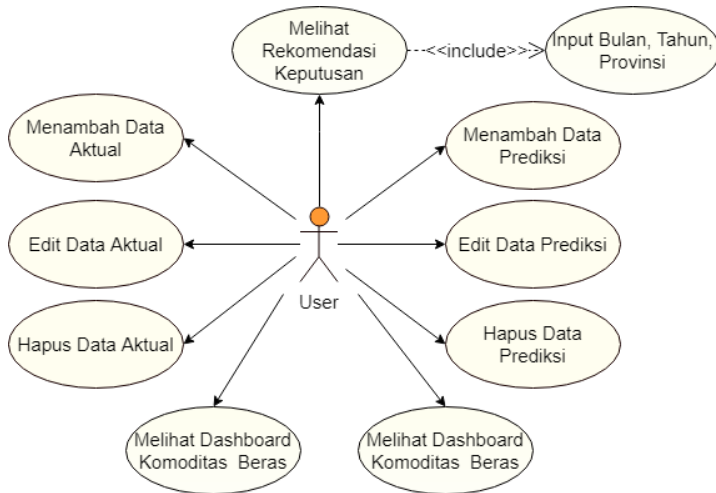 Melihat
Rekomendasi
Keputusan
<<include>>
Input Bulan, Tahun,
Provinsi
Menambah Data
Aktual
Menambah Data
Prediksi
Edit Data Aktual
Edit Data Prediksi
User
Hapus Data Aktual
Hapus Data
Prediksi
Melihat Dashboard
Komoditas Beras
Melihat Dashboard
Komoditas Beras